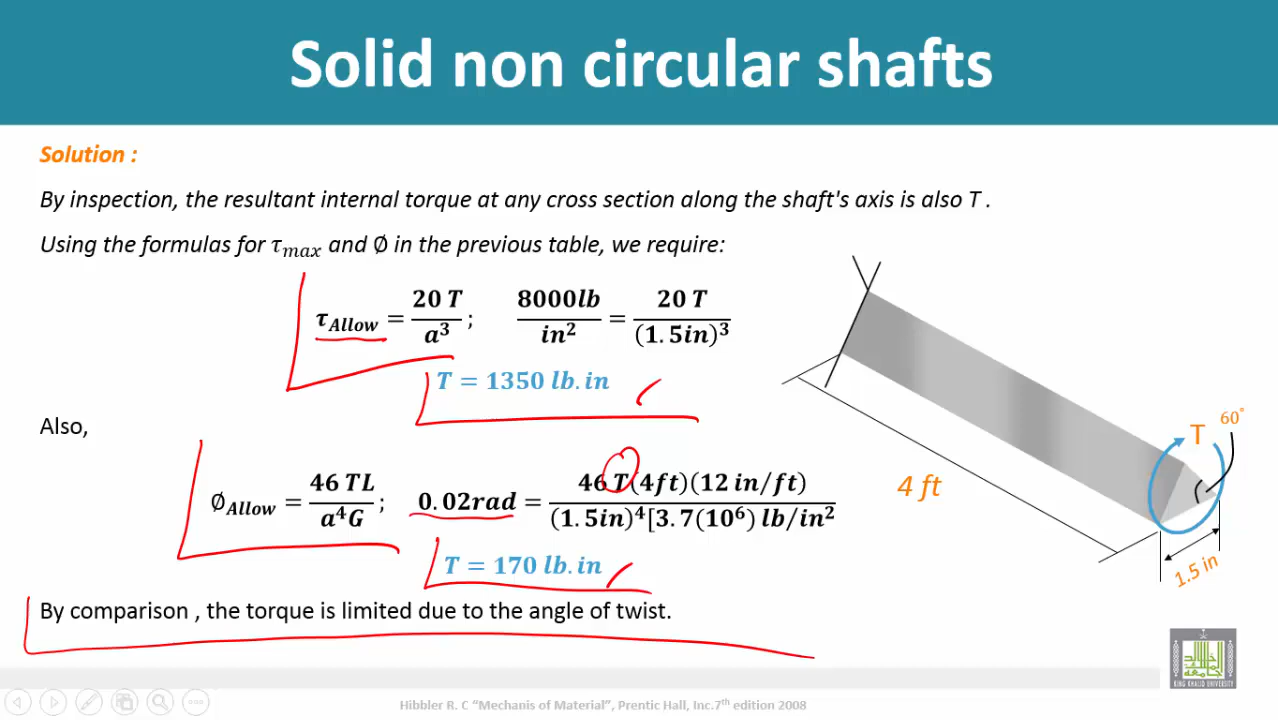 Solid non circular shafts
Solution :
By inspection, the resultant internal torque at any cross section along the shaft's axis is also T .
Using the formulas for τ_max and Ø in the previous table, we require:
τ_Allow = 20 T / a³ ; 8000lb / in² = 20 T / (1.5in)³
T = 1350 lb.in
Also,
Ø_Allow = 46 TL / a⁴G ; 0.02rad = 46 T(4ft)(12 in/ft) / (1.5in)⁴[3.7(10⁶) lb/in²
T = 170 lb.in
By comparison , the torque is limited due to the angle of twist.
T
60°
4 ft
1.5 in
KING KHALID UNIVERSITY
Hibbler R. C “Mechanis of Material”, Prentic Hall, Inc.7th edition 2008